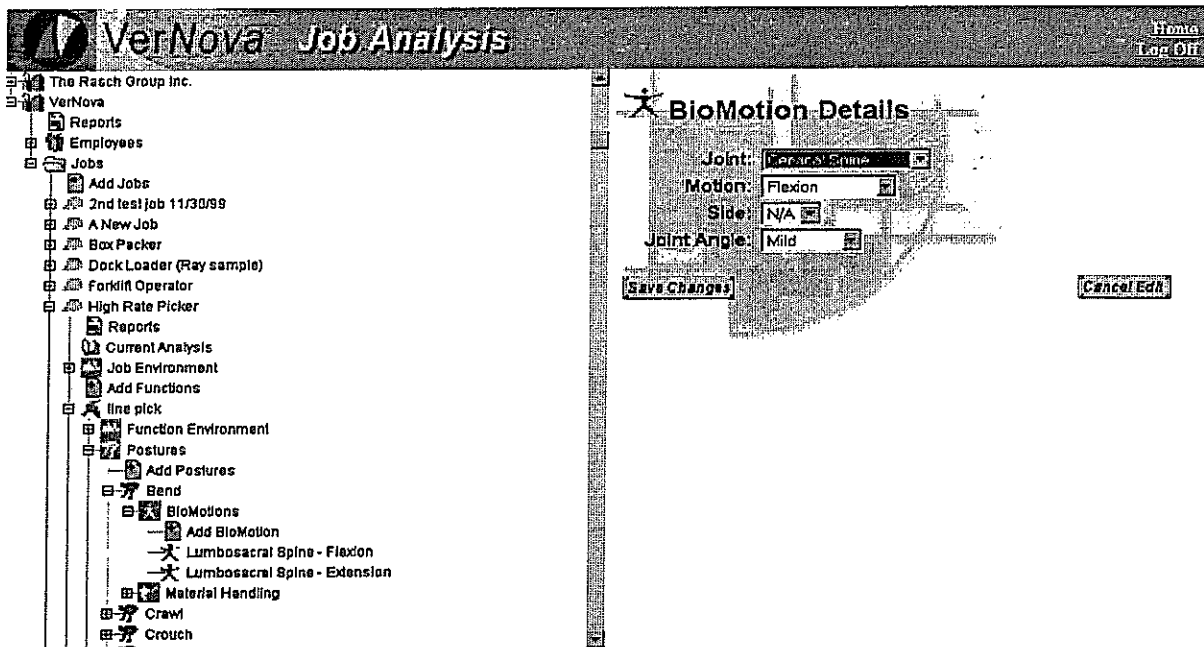 VerNova Job Analysis
Home
Log Off
The Rasch Group Inc.
VerNova
Reports
Employees
Jobs
Add Jobs
2nd test job 11/30/99
A New Job
Box Packer
Dock Loader (Ray sample)
Forklift Operator
High Rate Picker
Reports
Current Analysis
Job Environment
Add Functions
line pick
Function Environment
Postures
Add Postures
Bend
BioMotions
Add BioMotion
Lumbosacral Spine - Flexion
Lumbosacral Spine - Extension
Material Handling
Crawl
Crouch
BioMotion Details
Joint: Spine
Motion: Flexion
Side: N/A
Joint Angle: Mild
Save Changes
Cancel Edit